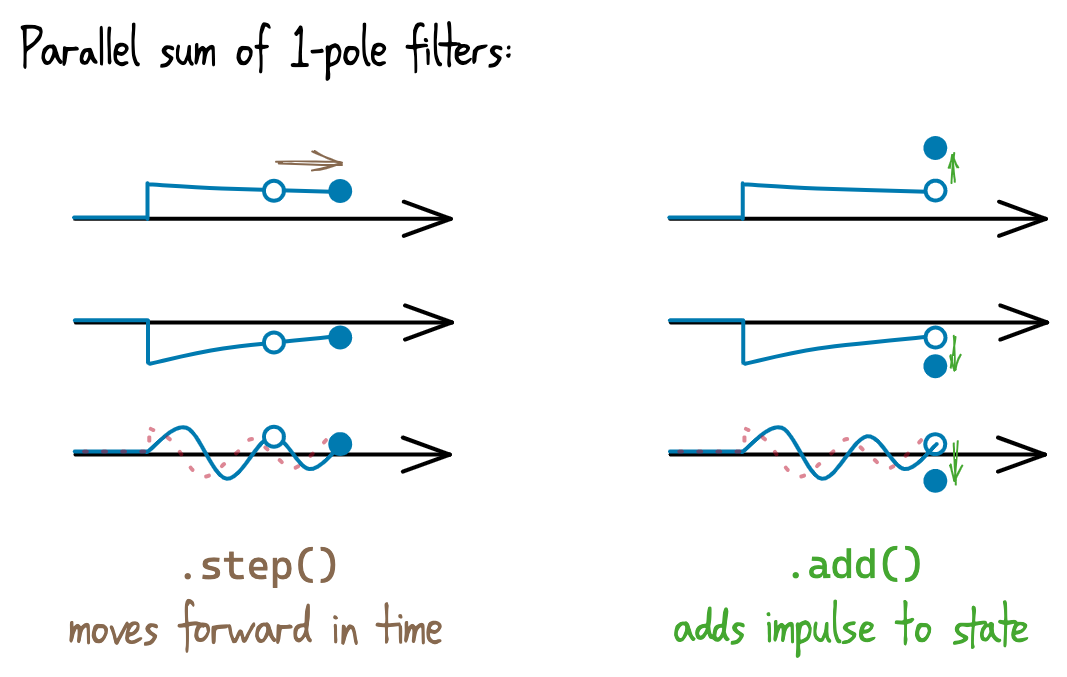 Parallel sum of 1-pole filters:
.step()
moves forward in time
.add()
adds impulse to state